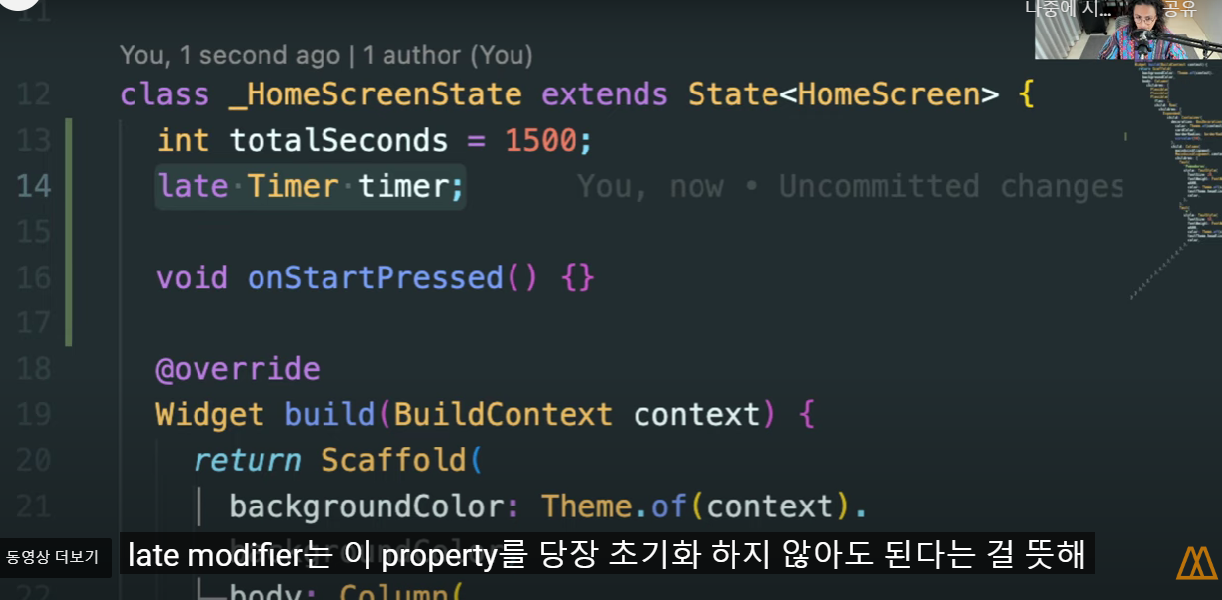 11
나중에 시... 공유
You, 1 second ago | 1 author (You)
12 class _HomeScreenState extends State<HomeScreen> {
13 int totalSeconds = 1500;
14 late Timer timer; You, now • Uncommitted changes
15
16 void onStartPressed() {}
17
18 @override
19 Widget build(BuildContext context) {
20 return Scaffold(
21 backgroundColor: Theme.of(context).
동영상 더보기
late modifier는 이 property를 당장 초기화 하지 않아도 된다는 걸 뜻해
22 body: Column(